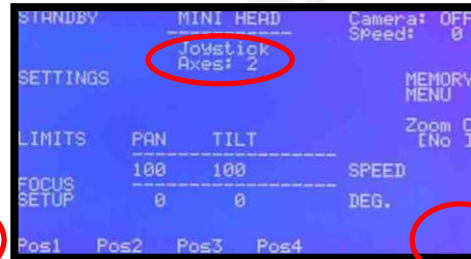 STANDBY MINI HEAD Camera: OFF
Speed: 0
Joystick
Axes: 2
SETTINGS MEMORY
MENU
Zoom
LIMITS PAN TILT [No
100 100 SPEED
FOCUS
SETUP 0 0 DEG.
Pos1 Pos2 Pos3 Pos4